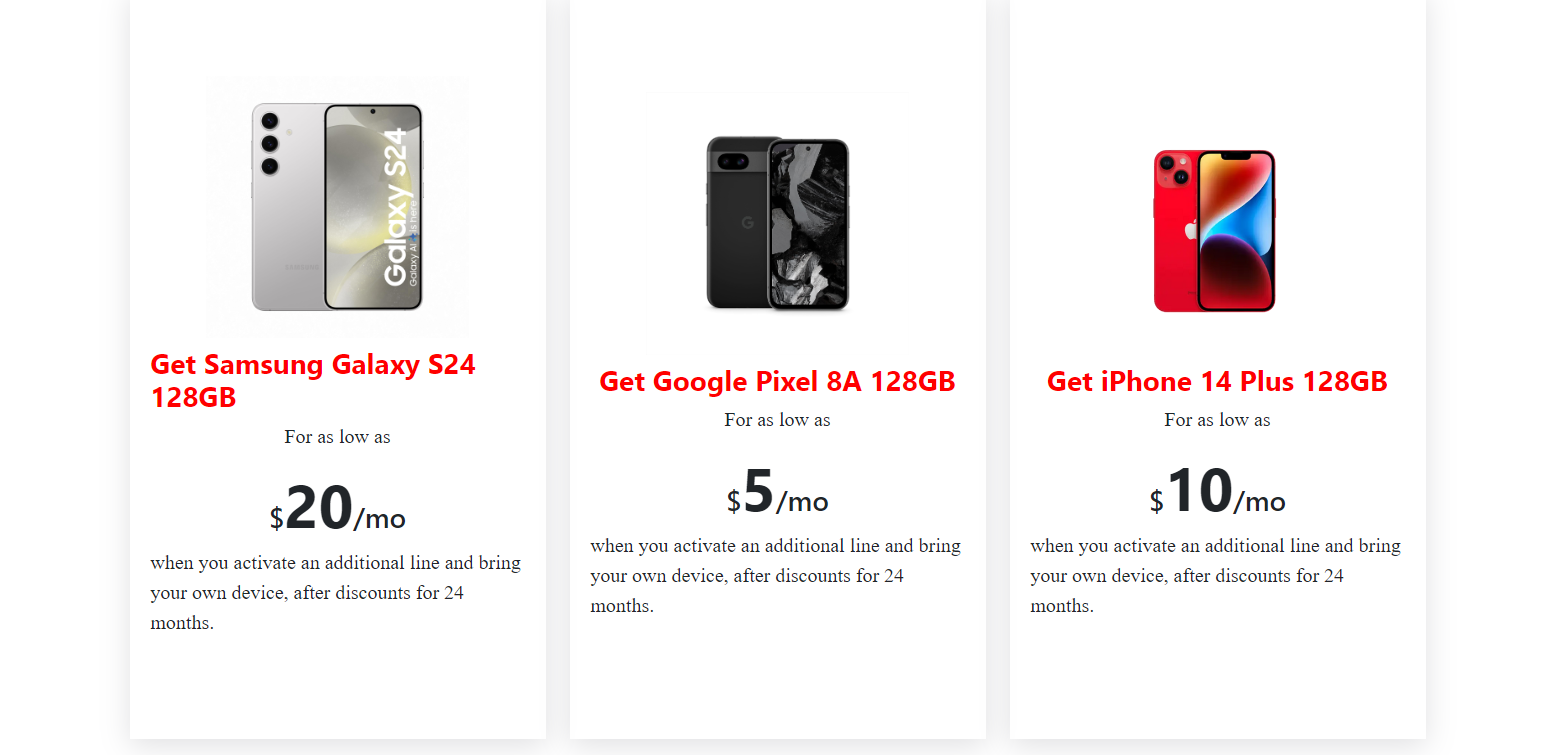 Galaxy S24
Galaxy AI is here
SAMSUNG
Get Samsung Galaxy S24
128GB
For as low as
$20/mo
when you activate an additional line and bring
your own device, after discounts for 24
months.
Get Google Pixel 8A 128GB
For as low as
$5/mo
when you activate an additional line and bring
your own device, after discounts for 24
months.
Get iPhone 14 Plus 128GB
For as low as
$10/mo
when you activate an additional line and bring
your own device, after discounts for 24
months.